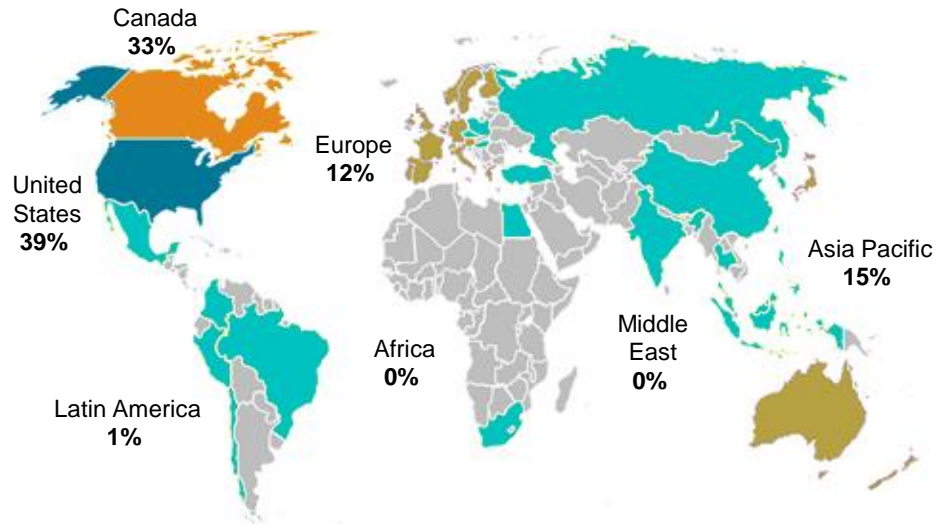 Canada
33%
Europe
12%
United
States
39%
Asia Pacific
15%
Africa
0%
Middle
East
0%
Latin America
1%